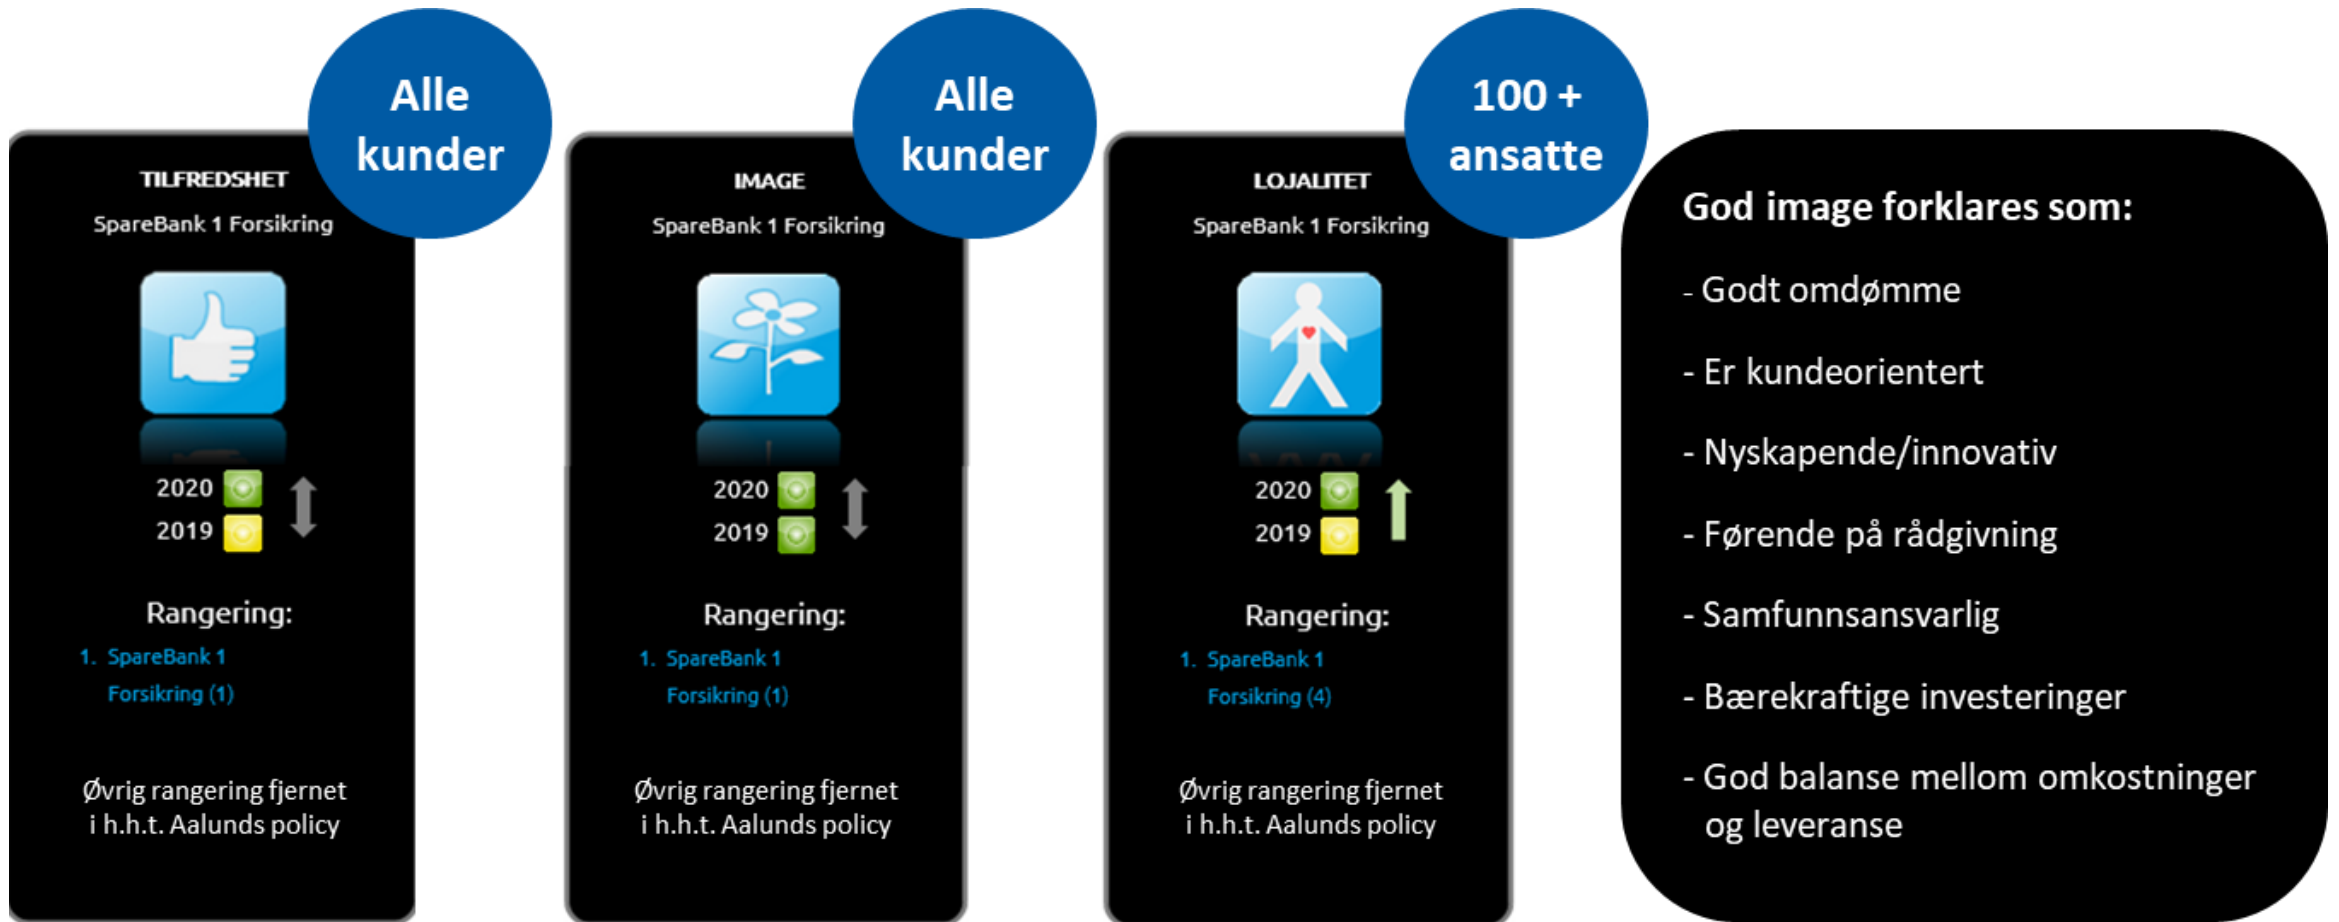 Alle
kunder
TILFREDSHET
SpareBank 1 Forsikring
2020
2019
Rangering:
1. SpareBank 1
Forsikring (1)
Øvrig rangering fjernet
i h.h.t. Aalunds policy
Alle
kunder
IMAGE
SpareBank 1 Forsikring
2020
2019
Rangering:
1. SpareBank 1
Forsikring (1)
Øvrig rangering fjernet
i h.h.t. Aalunds policy
100 +
ansatte
LOJALITET
SpareBank 1 Forsikring
2020
2019
Rangering:
1. SpareBank 1
Forsikring (4)
Øvrig rangering fjernet
i h.h.t. Aalunds policy
God image forklares som:
- Godt omdømme
- Er kundeorientert
- Nyskapende/innovativ
- Førende på rådgivning
- Samfunnsansvarlig
- Bærekraftige investeringer
- God balanse mellom omkostninger
og leveranse